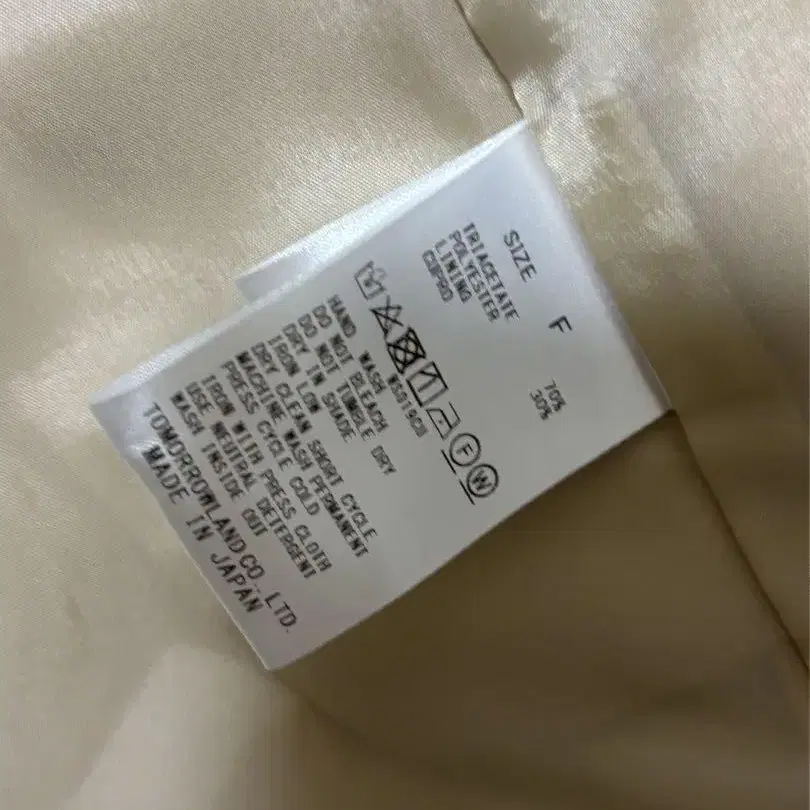 SIZE F
TRIACETATE 70%
POLYESTER 30%
LINING
CUPRO
F W
HAND WASH
DO NOT BLEACH
DO NOT TUMBLE DRY
DRY IN SHADE
IRON LOW
DRY CLEAN SHORT CYCLE
MACHINE WASH PERMANENT
PRESS CYCLE COLD
IRON WITH PRESS CLOTH
USE NEUTRAL DETERGENT
WASH INSIDE OUT
TOMORROWLAND CO., LTD.
MADE IN JAPAN